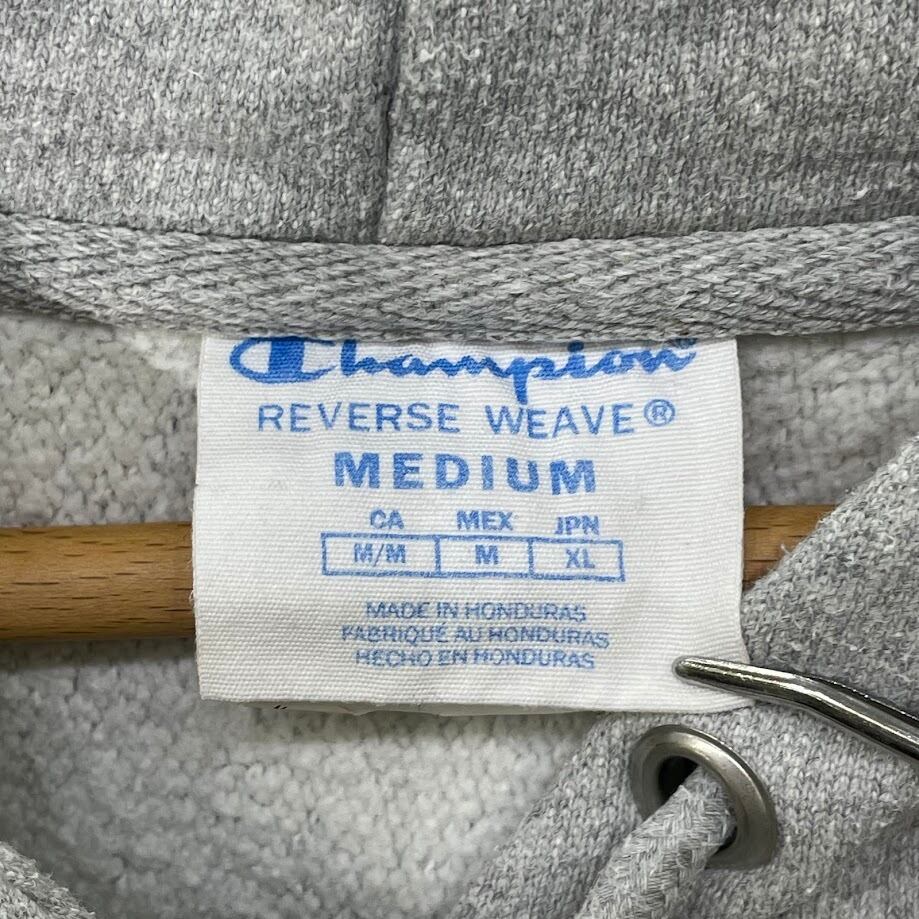 Champion®
REVERSE WEAVE®
MEDIUM
CA MEX JPN
M/M M XL
MADE IN HONDURAS
FABRIQUÉ AU HONDURAS
HECHO EN HONDURAS